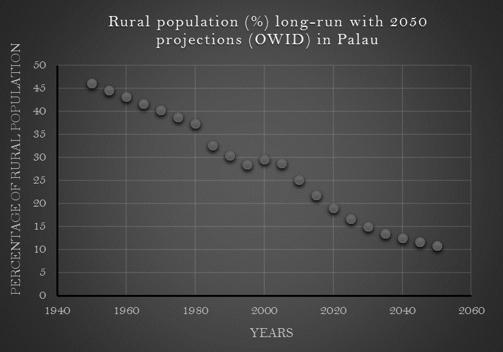 Rural population (%) long-run with 2050
projections (OWID) in Palau
PERCENTAGE OF RURAL POPULATION
50
45
40
35
30
25
20
15
10
5
0
1940 1960 1980 2000 2020 2040 2060
YEARS